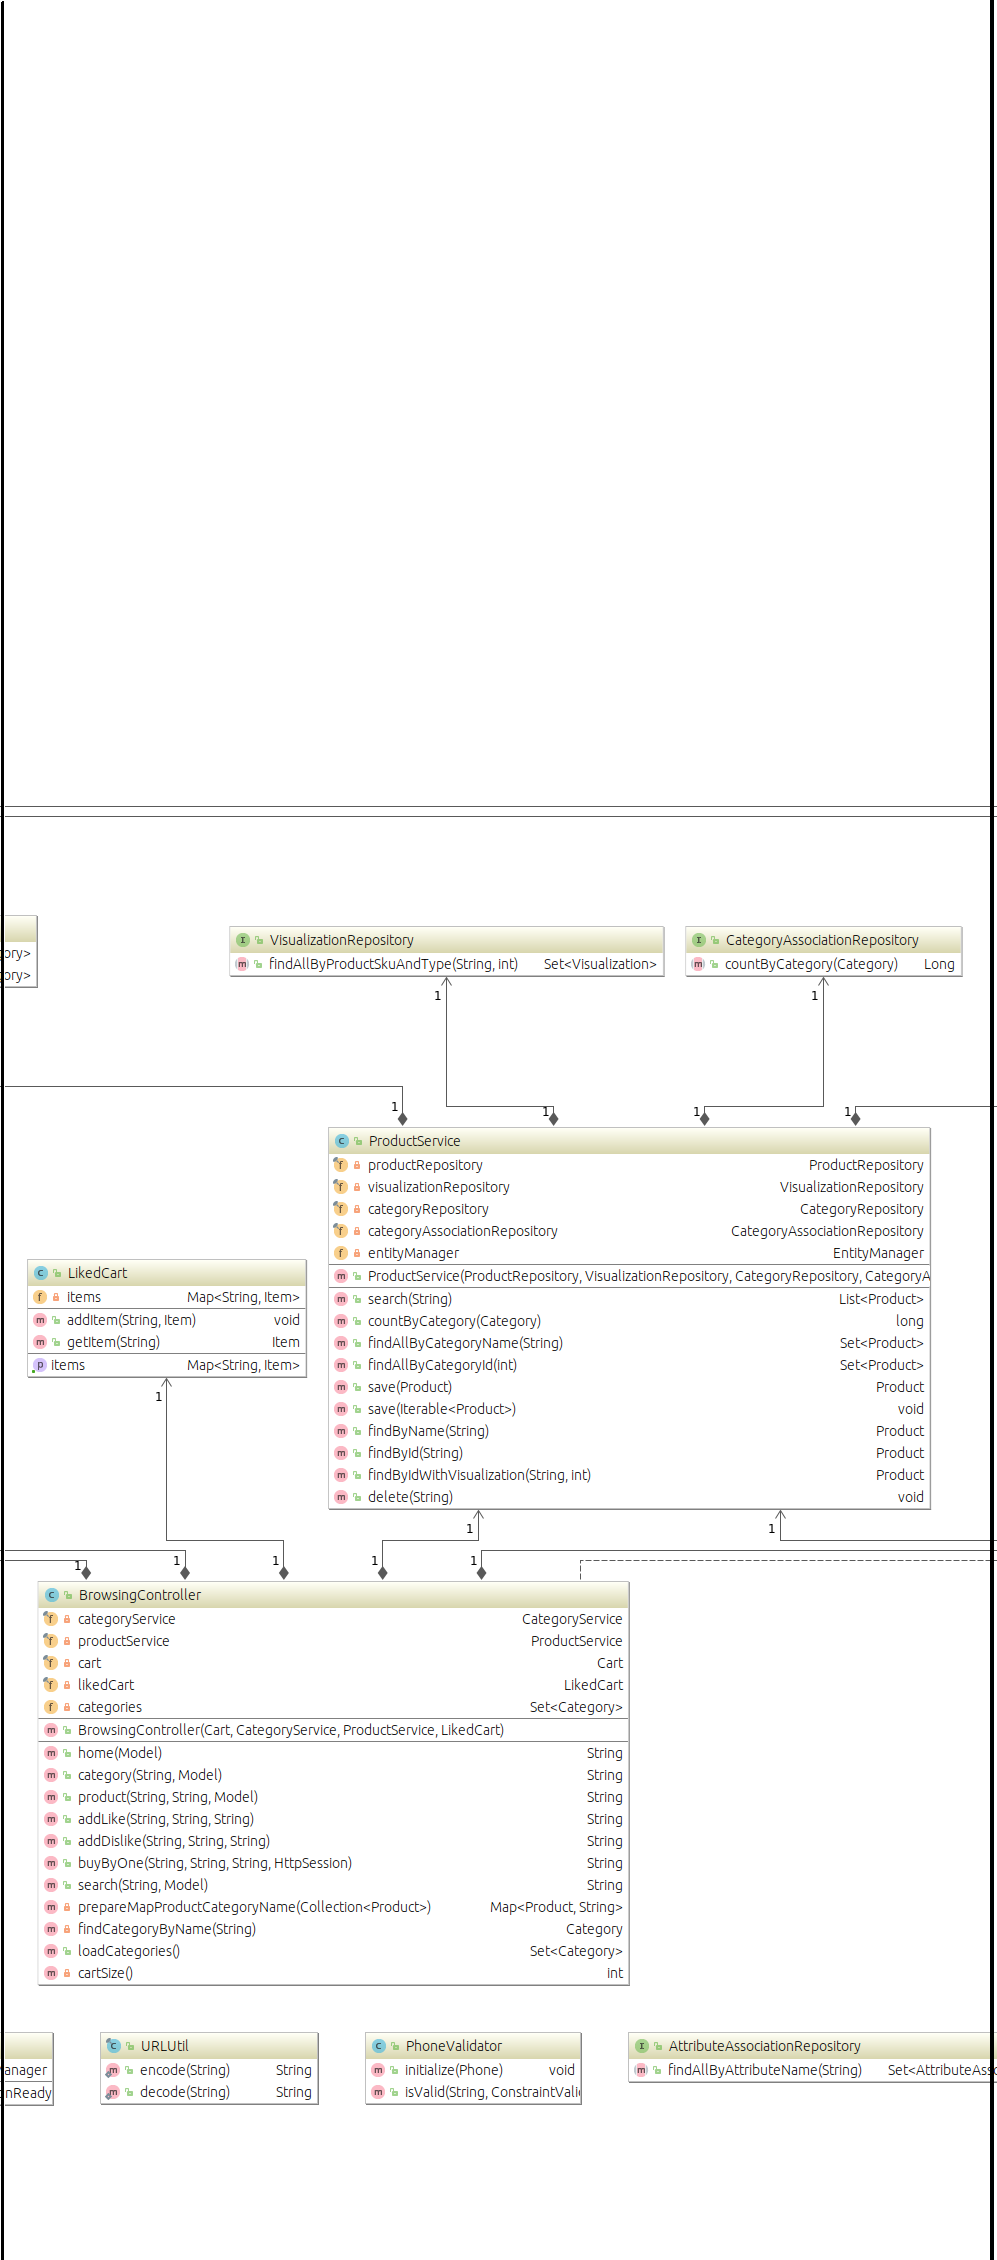 ory>
ory>
VisualizationRepository
findAllByProductSkuAndType(String, int) Set<Visualization>
CategoryAssociationRepository
countByCategory(Category) Long
1
1
1
1
1
1
ProductService
productRepository ProductRepository
visualizationRepository VisualizationRepository
categoryRepository CategoryRepository
categoryAssociationRepository CategoryAssociationRepository
entityManager EntityManager
ProductService(ProductRepository, VisualizationRepository, CategoryRepository, CategoryA
search(String) List<Product>
countByCategory(Category) long
findAllByCategoryName(String) Set<Product>
findAllByCategoryId(int) Set<Product>
save(Product) Product
save(Iterable<Product>) void
findByName(String) Product
findById(String) Product
findByIdWithVisualization(String, int) Product
delete(String) void
LikedCart
items Map<String, Item>
addItem(String, Item) void
getItem(String) Item
items Map<String, Item>
1
1
1
1
1
1
1
1
BrowsingController
categoryService CategoryService
productService ProductService
cart Cart
likedCart LikedCart
categories Set<Category>
BrowsingController(Cart, CategoryService, ProductService, LikedCart)
home(Model) String
category(String, Model) String
product(String, String, Model) String
addLike(String, String, String) String
addDislike(String, String, String) String
buyByOne(String, String, String, HttpSession) String
search(String, Model) String
prepareMapProductCategoryName(Collection<Product>) Map<Product, String>
findCategoryByName(String) Category
loadCategories() Set<Category>
cartSize() int
anager
nReady
URLUtil
encode(String) String
decode(String) String
PhoneValidator
initialize(Phone) void
isValid(String, ConstraintVali
AttributeAssociationRepository
findAllByAttributeName(String) Set<AttributeAsso